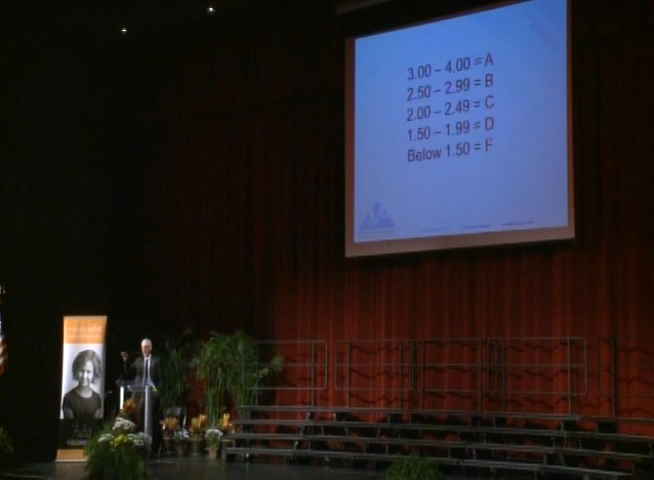 3.00 – 4.00 = A
2.50 – 2.99 = B
2.00 – 2.49 = C
1.50 – 1.99 = D
Below 1.50 = F